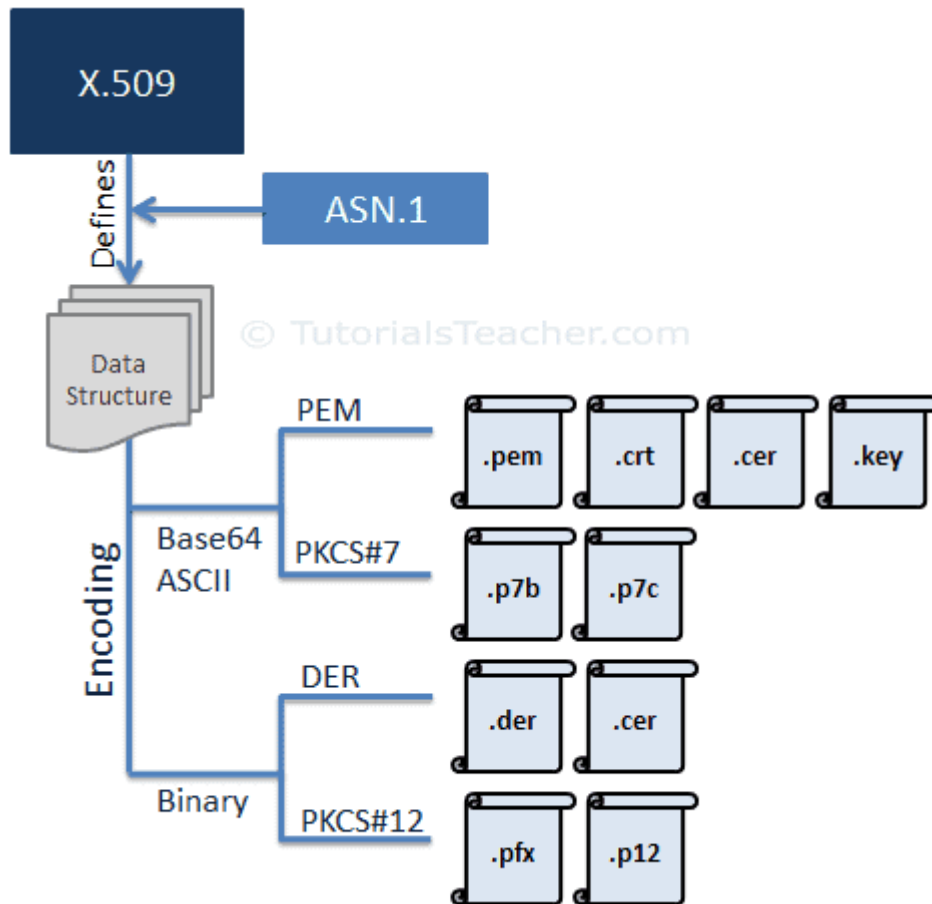 X.509
Defines
ASN.1
© TutorialsTeacher.com
Data
Structure
Encoding
Base64
ASCII
PEM
.pem
.crt
.cer
.key
PKCS#7
.p7b
.p7c
Binary
DER
.der
.cer
PKCS#12
.pfx
.p12